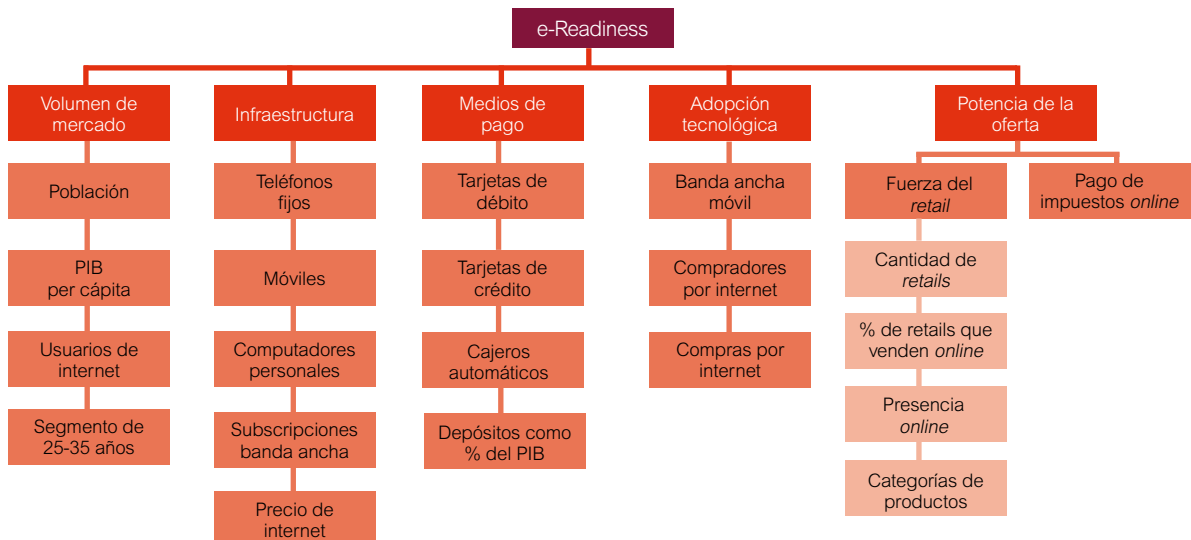 e-Readiness
Volumen de
mercado
Población
PIB
per cápita
Usuarios de
internet
Segmento de
25-35 años
Infraestructura
Teléfonos
fijos
Móviles
Computadores
personales
Subscripciones
banda ancha
Precio de
internet
Medios de
pago
Tarjetas de
débito
Tarjetas de
crédito
Cajeros
automáticos
Depósitos como
% del PIB
Adopción
tecnológica
Banda ancha
móvil
Compradores
por internet
Compras por
internet
Potencia de la
oferta
Fuerza del
retail
Cantidad de
retails
% de retails que
venden online
Presencia
online
Categorías de
productos
Pago de
impuestos online